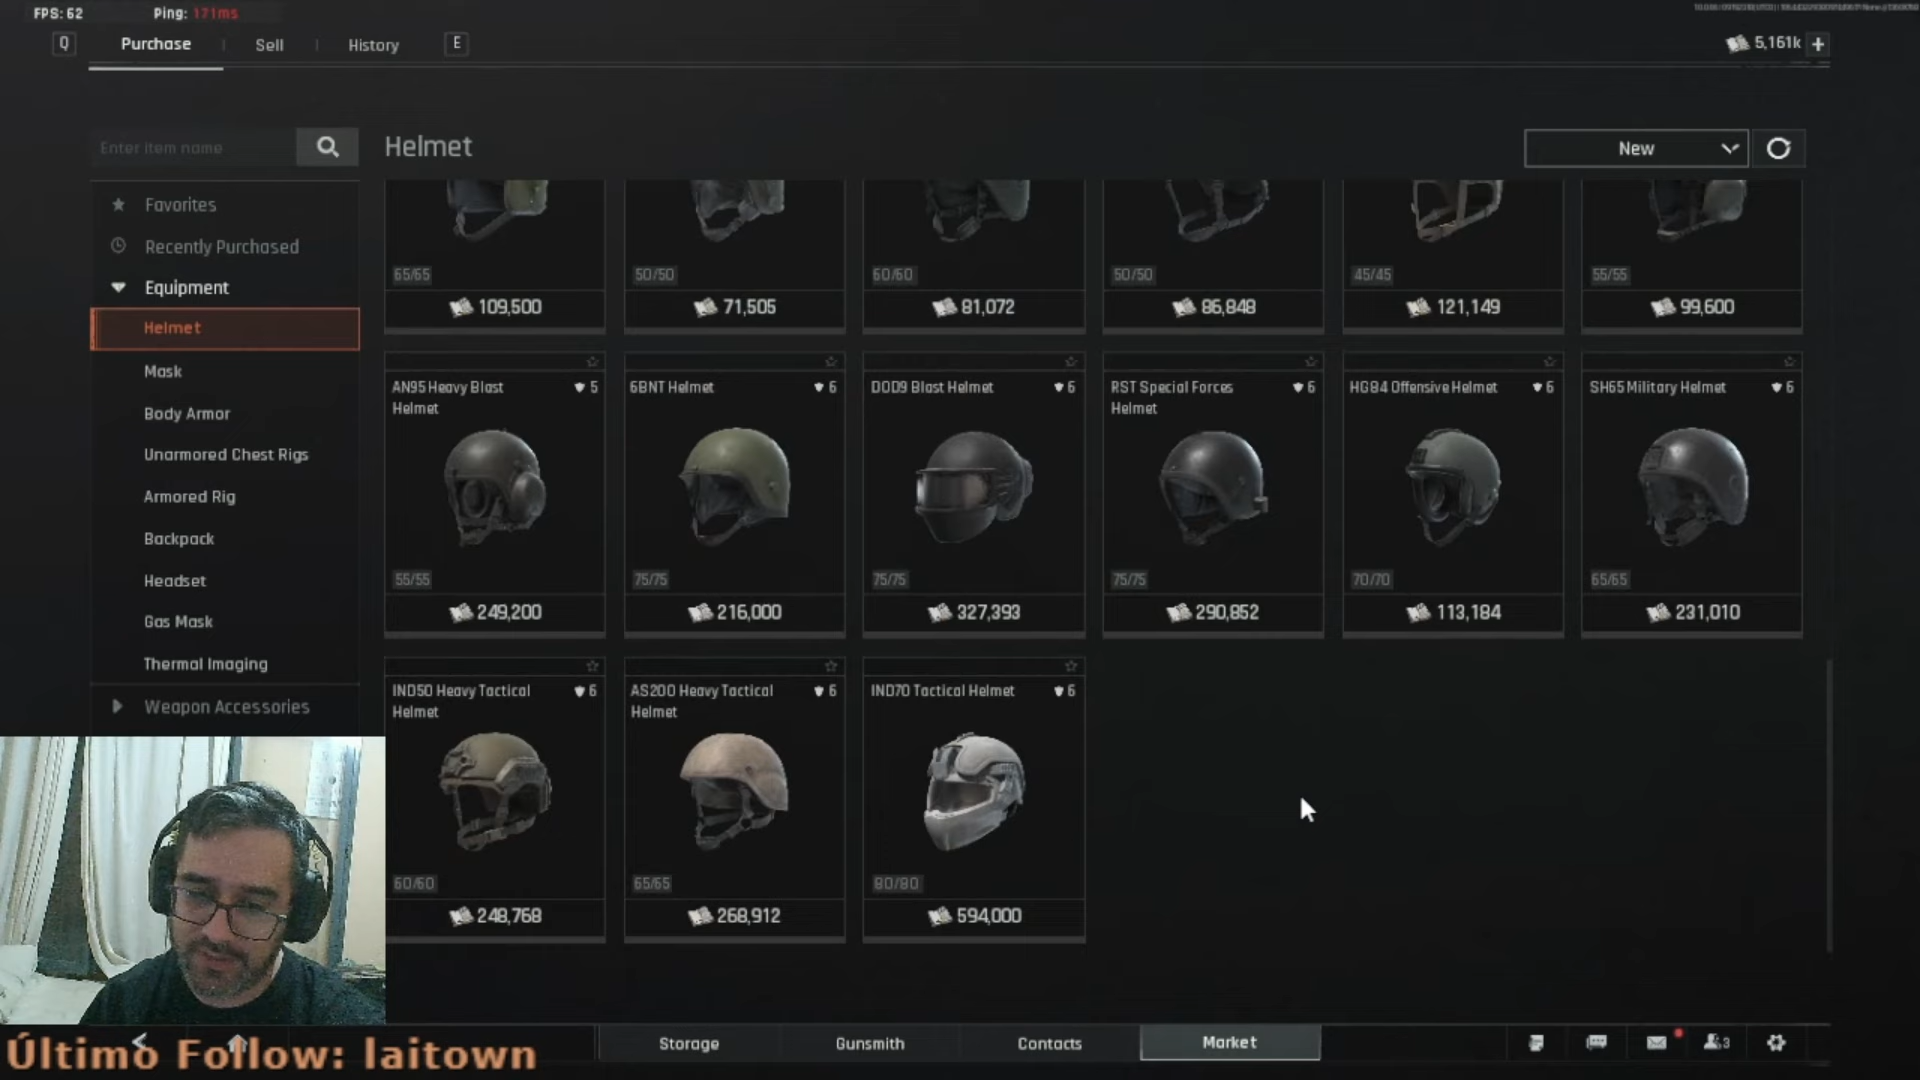 FPS: 62 Ping: 171ms
Q Purchase Sell History E 5,161k +
Enter item name Helmet New
Favorites
Recently Purchased
Equipment
Helmet
Mask
Body Armor
Unarmored Chest Rigs
Armored Rig
Backpack
Headset
Gas Mask
Thermal Imaging
Weapon Accessories
65/65 50/50 60/60 50/50 45/45 55/55
109,500 71,505 81,072 86,848 121,149 99,600
AN95 Heavy Blast
Helmet
5
55/55
249,200
6BNT Helmet 6
75/75
216,000
DOD9 Blast Helmet 6
75/75
327,393
RST Special Forces
Helmet
6
75/75
290,852
HG84 Offensive Helmet 6
70/70
113,184
SH65 Military Helmet 6
65/65
231,010
IND50 Heavy Tactical
Helmet
6
60/60
248,768
AS200 Heavy Tactical
Helmet
6
65/65
268,912
IND70 Tactical Helmet 6
80/80
594,000
Último Follow: laitown
Storage Gunsmith Contacts Market 3